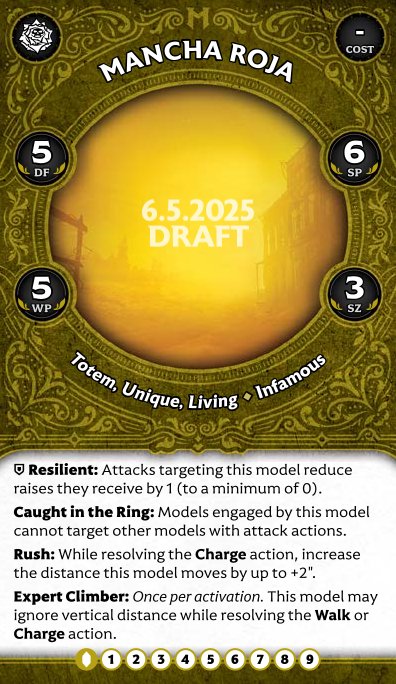 -
COST
MANCHA ROJA
5
DF
6
SP
6.5.2025
DRAFT
5
WP
3
SZ
Totem, Unique, Living ⬥ Infamous
Resilient: Attacks targeting this model reduce
raises they receive by 1 (to a minimum of 0).
Caught in the Ring: Models engaged by this model
cannot target other models with attack actions.
Rush: While resolving the Charge action, increase
the distance this model moves by up to +2".
Expert Climber: Once per activation. This model may
ignore vertical distance while resolving the Walk or
Charge action.
1 2 3 4 5 6 7 8 9